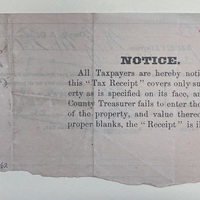 NOTICE.
All Taxpayers are hereby noti
this "Tax Receipt" covers only su
erty as is specified on its face, an
County Treasurer fails to enter tho
of the property, and value thereo
proper blanks, the "Receipt" is il